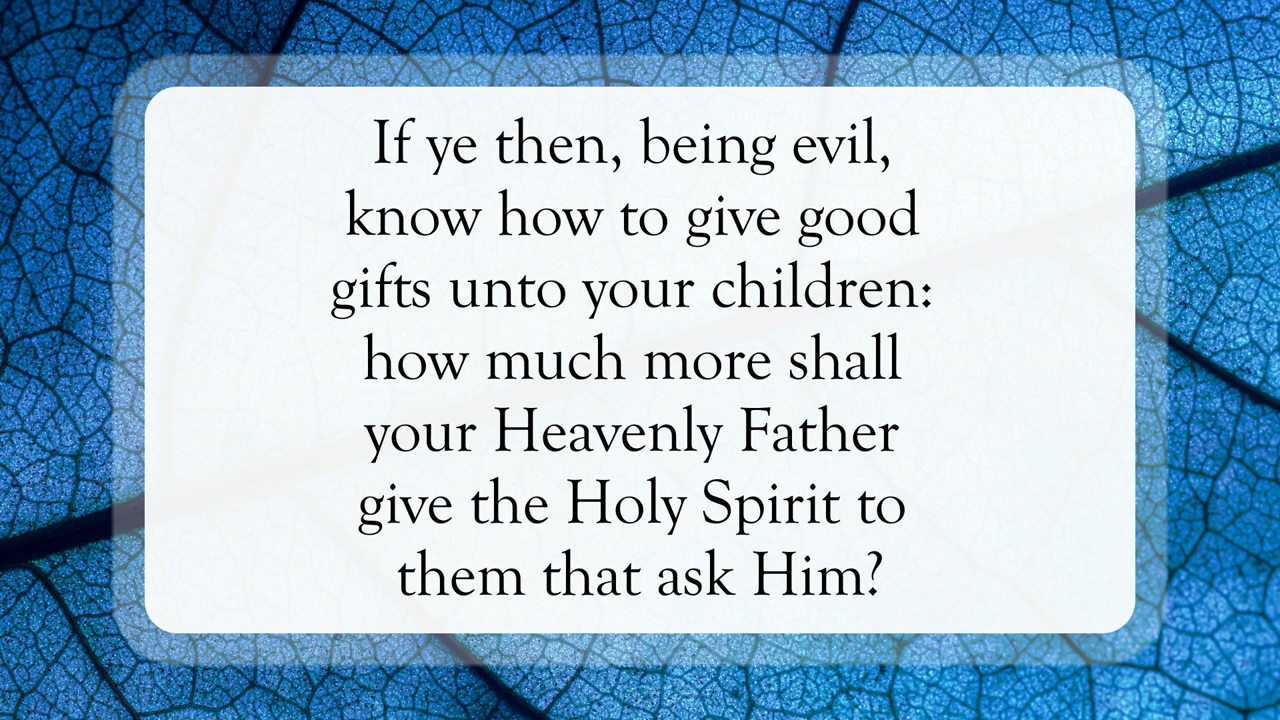 If ye then, being evil,
know how to give good
gifts unto your children:
how much more shall
your Heavenly Father
give the Holy Spirit to
them that ask Him?